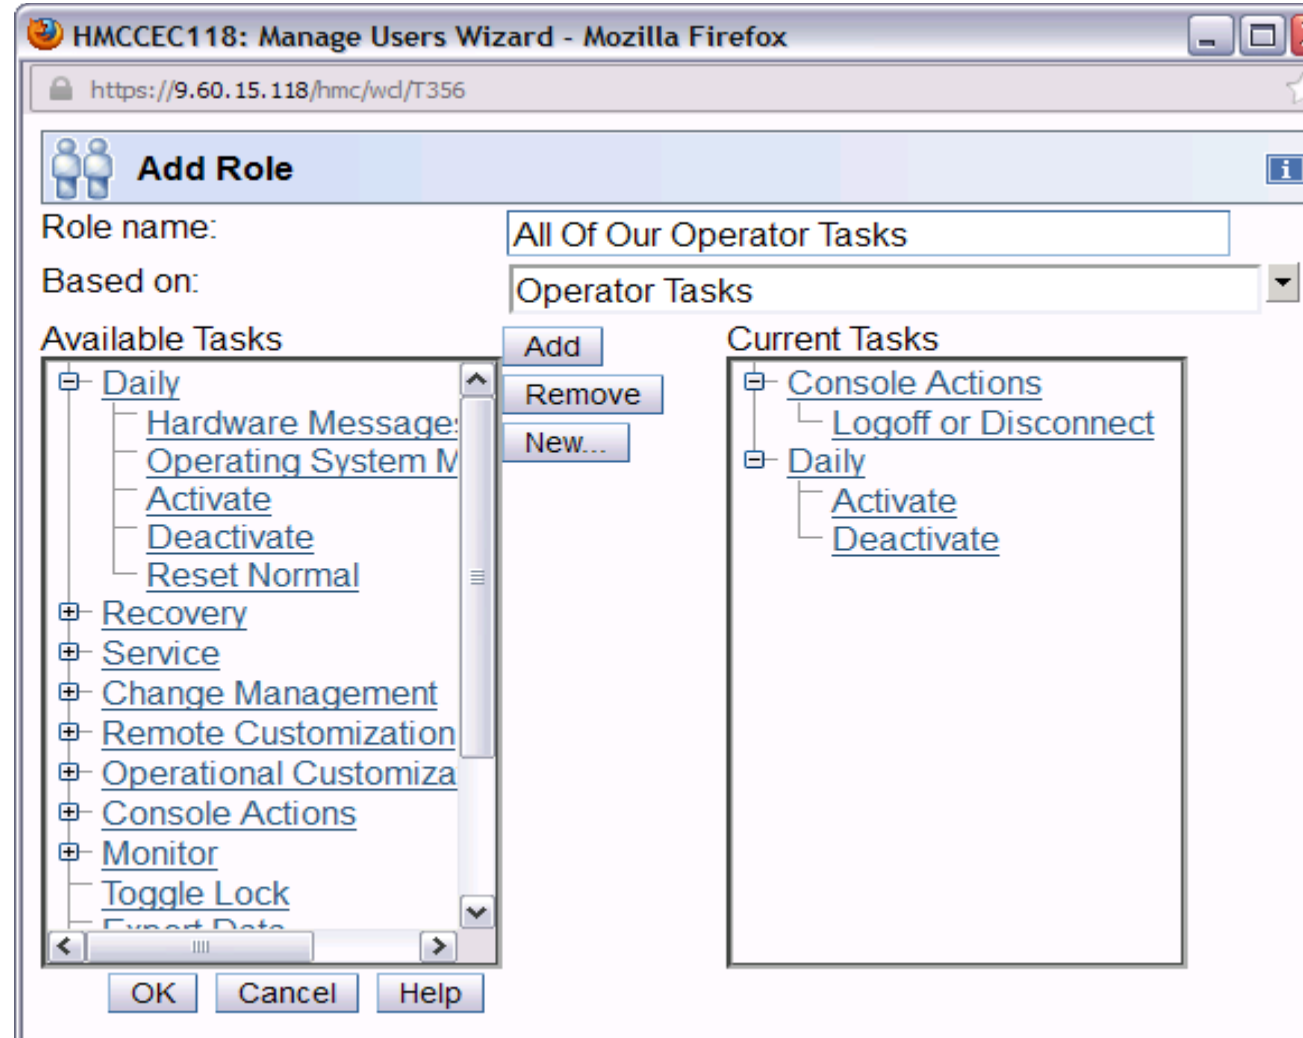 HMCCEC118: Manage Users Wizard - Mozilla Firefox
https://9.60.15.118/hmc/wcl/T356
Add Role
i
Role name:
All Of Our Operator Tasks
Based on:
Operator Tasks
Available Tasks
Daily
Hardware Messages
Operating System M
Activate
Deactivate
Reset Normal
Recovery
Service
Change Management
Remote Customization
Operational Customiza
Console Actions
Monitor
Toggle Lock
Export Data
Add
Remove
New...
Current Tasks
Console Actions
Logoff or Disconnect
Daily
Activate
Deactivate
OK
Cancel
Help